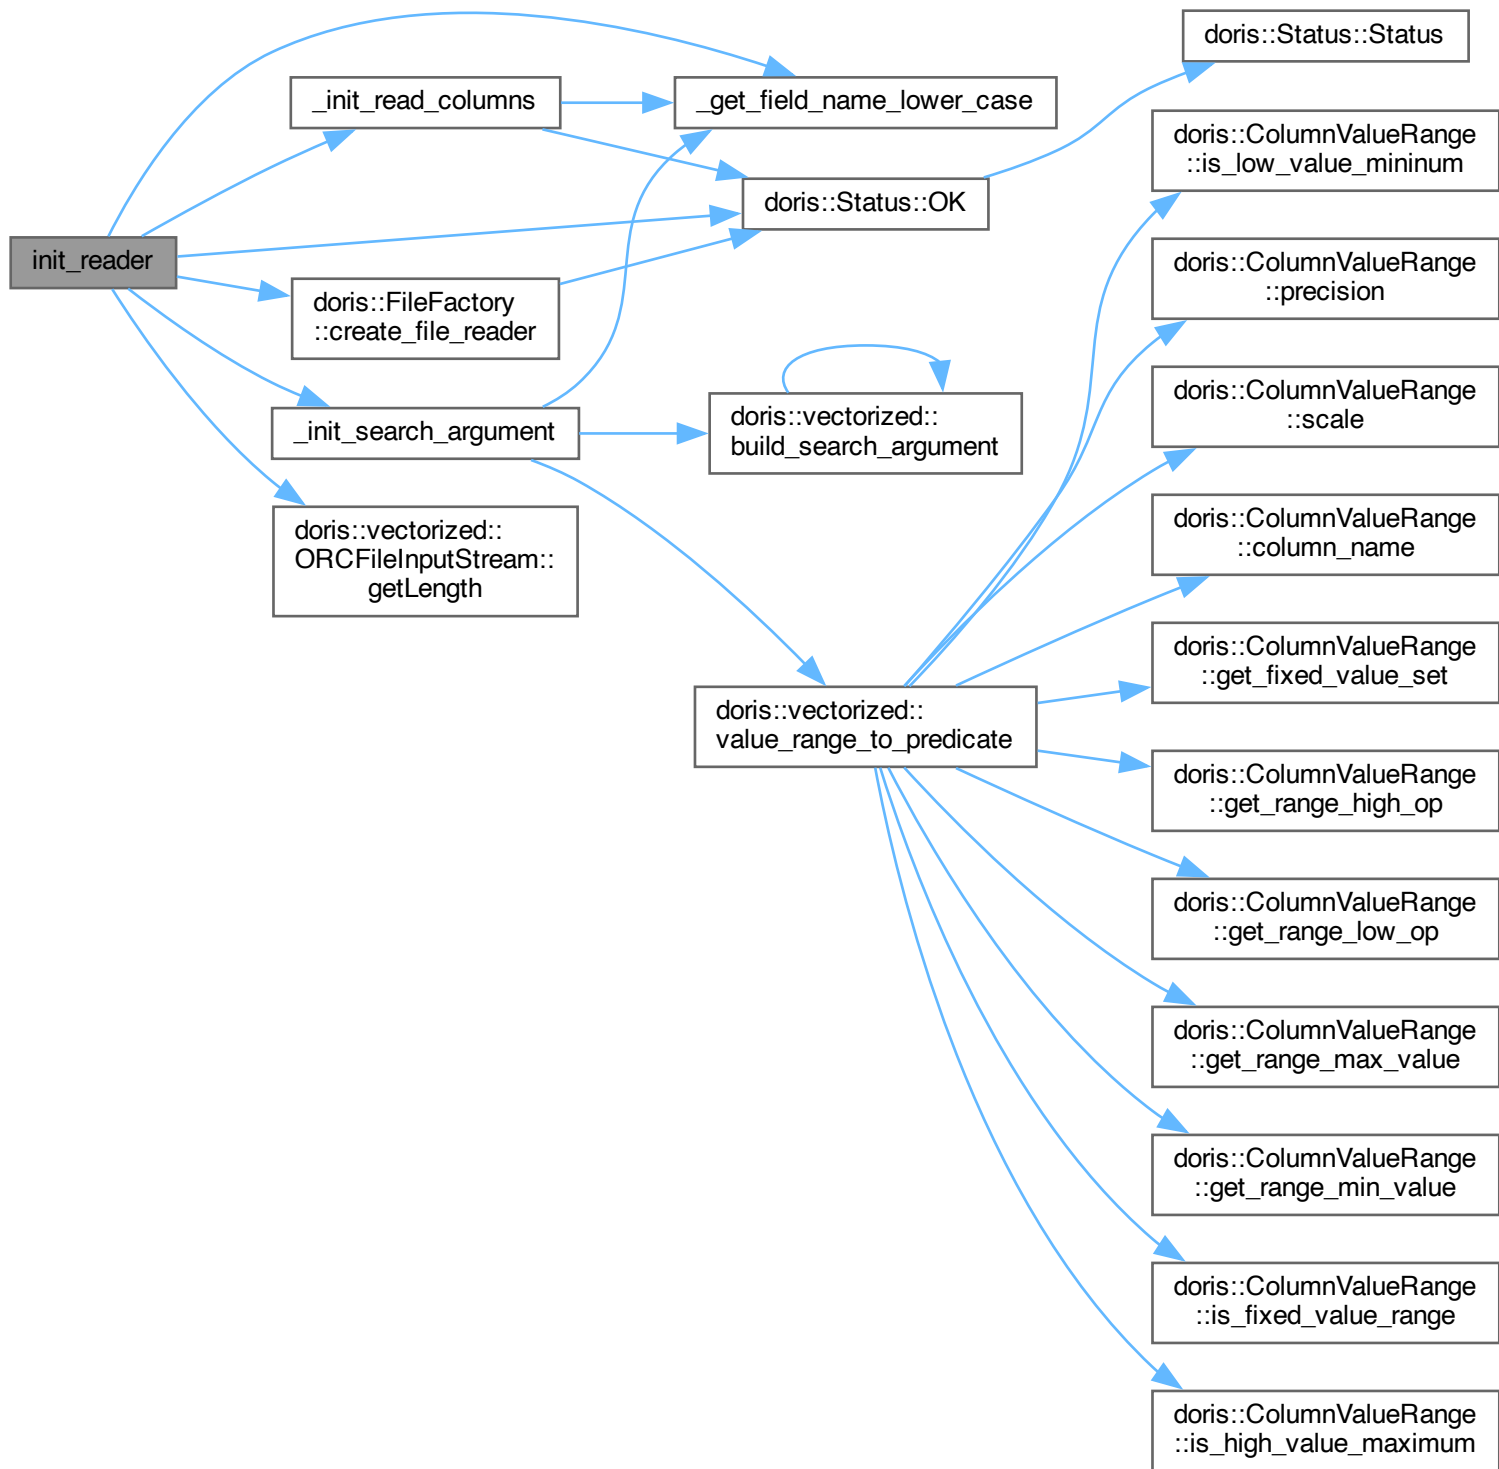 init_reader
_init_read_columns
doris::FileFactory
::create_file_reader
_init_search_argument
doris::vectorized::
ORCFileInputStream::
getLength
_get_field_name_lower_case
doris::Status::OK
doris::vectorized::
build_search_argument
doris::vectorized::
value_range_to_predicate
doris::Status::Status
doris::ColumnValueRange
::is_low_value_mininum
doris::ColumnValueRange
::precision
doris::ColumnValueRange
::scale
doris::ColumnValueRange
::column_name
doris::ColumnValueRange
::get_fixed_value_set
doris::ColumnValueRange
::get_range_high_op
doris::ColumnValueRange
::get_range_low_op
doris::ColumnValueRange
::get_range_max_value
doris::ColumnValueRange
::get_range_min_value
doris::ColumnValueRange
::is_fixed_value_range
doris::ColumnValueRange
::is_high_value_maximum